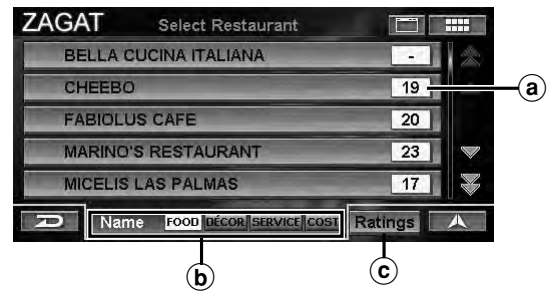 ZAGAT Select Restaurant
BELLA CUCINA ITALIANA -
CHEEBO 19
FABIOLUS CAFE 20
MARINO'S RESTAURANT 23
MICELIS LAS PALMAS 17
Name FOOD DÉCOR SERVICE COST Ratings
a
b
c